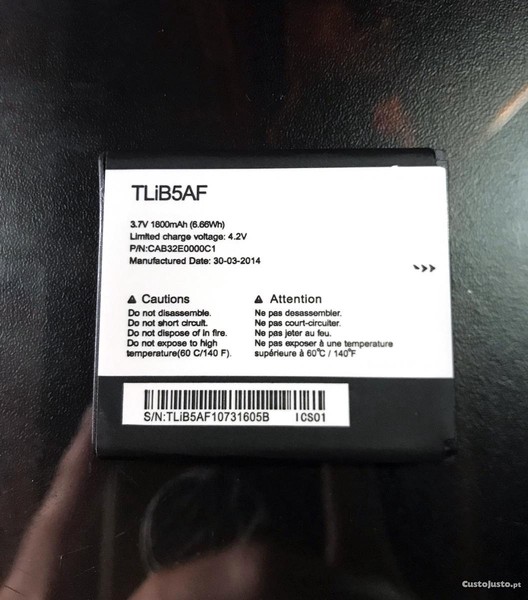 TLiB5AF
3.7V 1800mAh (6.66Wh)
Limited charge voltage: 4.2V
P/N:CAB32E0000C1
Manufactured Date: 30-03-2014
Cautions
Do not disassemble.
Do not short circuit.
Do not dispose of in fire.
Do not expose to high
temperature(60 C/140 F).
Attention
Ne pas desassembler.
Ne pas court-circuiter.
Ne pas jeter au feu.
Ne pas exposer à une temperature
supérieure à 60°C / 140°F
S/N:TLiB5AF10731605B ICS01
CustoJusto.pt